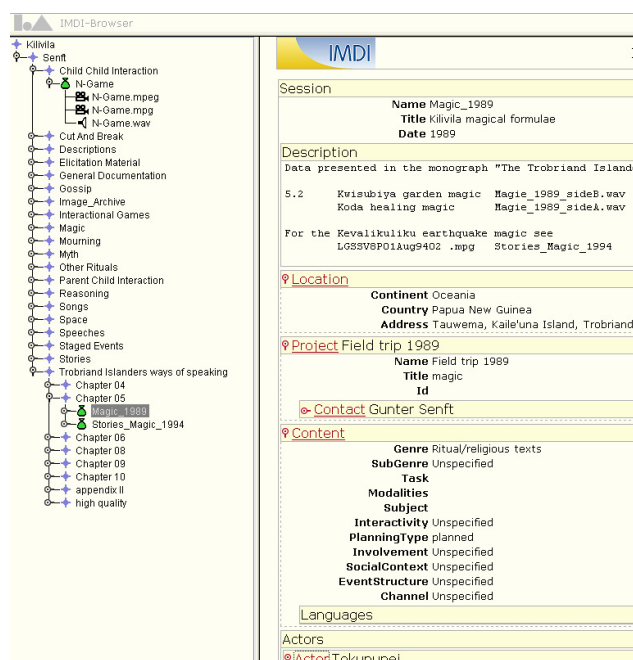 IMDI-Browser
Kilivila
Senft
Child Child Interaction
N-Game
N-Game.mpeg
N-Game.mpg
N-Game.wav
Cut And Break
Descriptions
Elicitation Material
General Documentation
Gossip
Image_Archive
Interactional Games
Magic
Mourning
Myth
Other Rituals
Parent Child Interaction
Reasoning
Songs
Space
Speeches
Staged Events
Stories
Trobriand Islanders ways of speaking
Chapter 04
Chapter 05
Magic_1989
Stories_Magic_1994
Chapter 06
Chapter 08
Chapter 09
Chapter 10
appendix II
high quality
IMDI
Session
Name Magic_1989
Title Kilivila magical formulae
Date 1989
Description
Data presented in the monograph "The Trobriand Islande
5.2 Kwisubiya garden magic Magie_1989_sideB.wav
Koda healing magic Magie_1989_sideA.wav
For the Kevalikuliku earthquake magic see
LGSSV8P01Aug9402 .mpg Stories_Magic_1994
Location
Continent Oceania
Country Papua New Guinea
Address Tauwema, Kaile'una Island, Trobriand
Project Field trip 1989
Name Field trip 1989
Title magic
Id
Contact Gunter Senft
Content
Genre Ritual/religious texts
SubGenre Unspecified
Task
Modalities
Subject
Interactivity Unspecified
PlanningType planned
Involvement Unspecified
SocialContext Unspecified
EventStructure Unspecified
Channel Unspecified
Languages
Actors
Actor Tokunupei